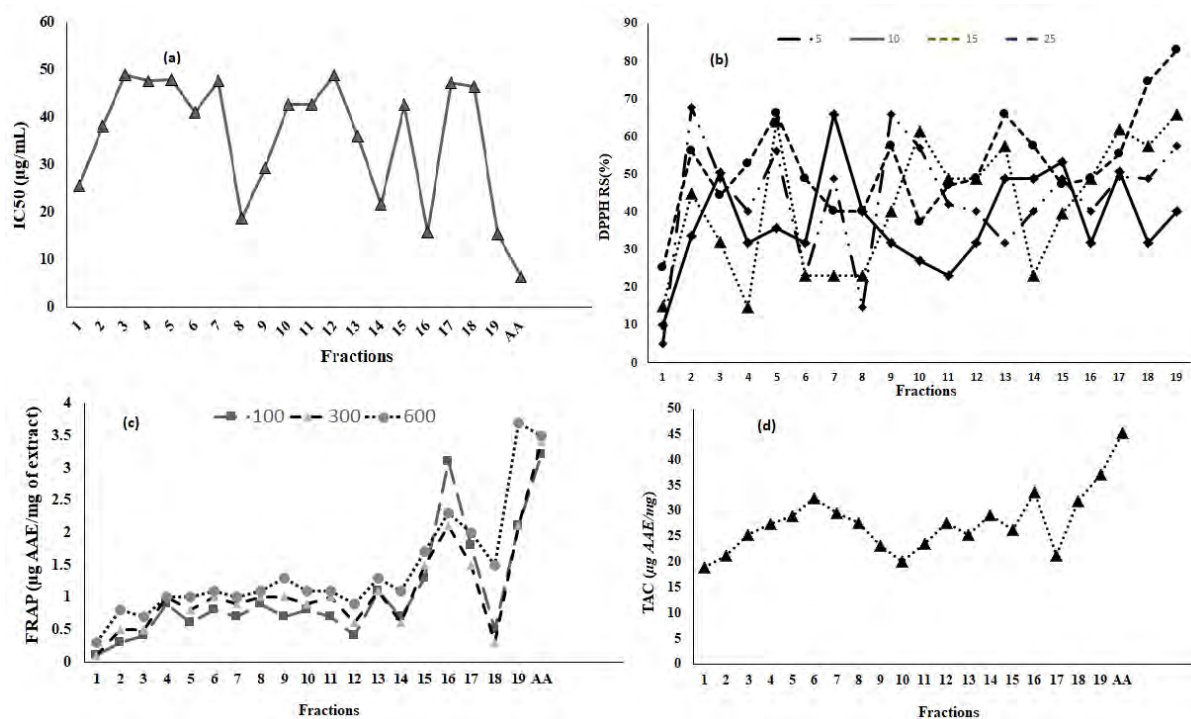 (a)
IC50 (µg/mL)
60
50
40
30
20
10
0
1 2 3 4 5 6 7 8 9 10 11 12 13 14 15 16 17 18 19 AA
Fractions
(b)
5 10 15 25
DPPH RS(%)
90
80
70
60
50
40
30
20
10
0
1 2 3 4 5 6 7 8 9 10 11 12 13 14 15 16 17 18 19
Fractions
(c)
100 300 600
FRAP (µg AAE/mg of extract)
4
3.5
3
2.5
2
1.5
1
0.5
0
1 2 3 4 5 6 7 8 9 10 11 12 13 14 15 16 17 18 19 AA
Fractions
(d)
TAC (µg AAE/mg)
50
45
40
35
30
25
20
15
10
5
0
1 2 3 4 5 6 7 8 9 10 11 12 13 14 15 16 17 18 19 AA
Fractions